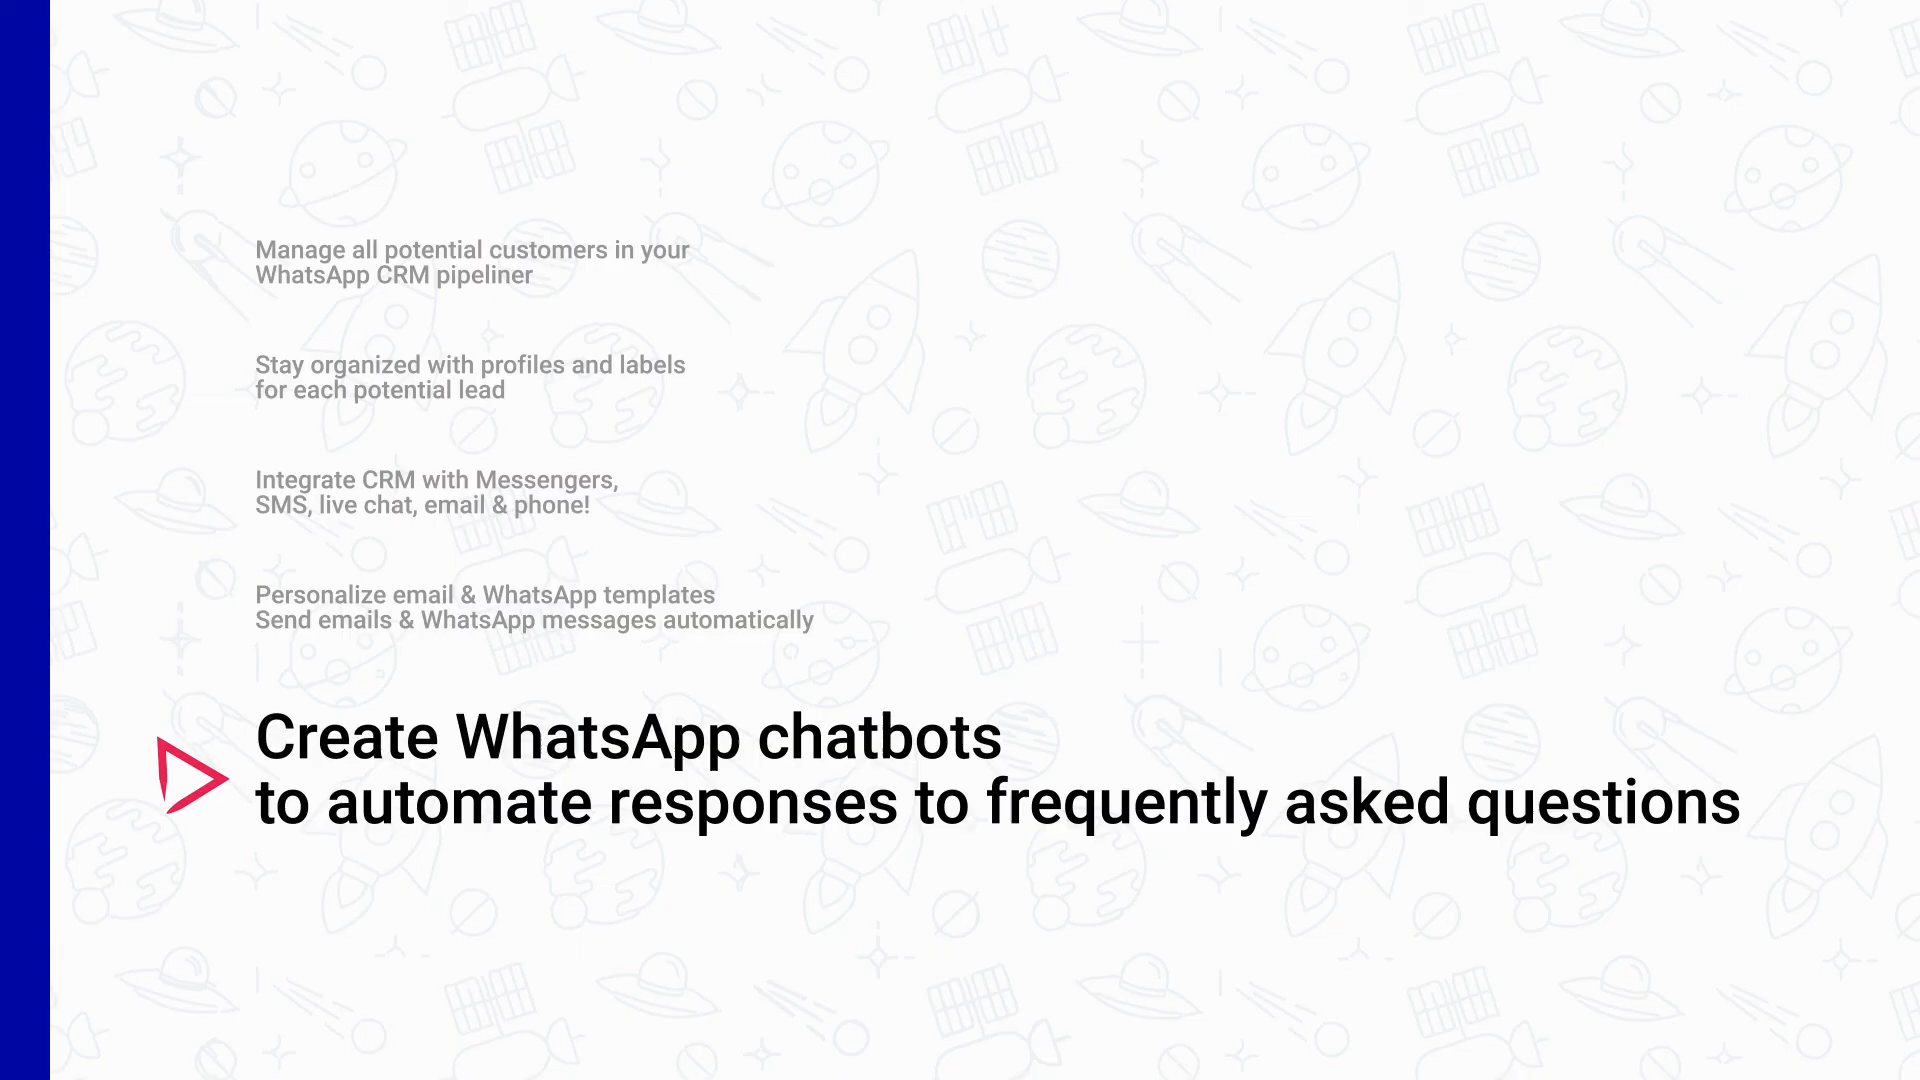 Manage all potential customers in your
WhatsApp CRM pipeliner
Stay organized with profiles and labels
for each potential lead
Integrate CRM with Messengers,
SMS, live chat, email & phone!
Personalize email & WhatsApp templates
Send emails & WhatsApp messages automatically
Create WhatsApp chatbots
to automate responses to frequently asked questions